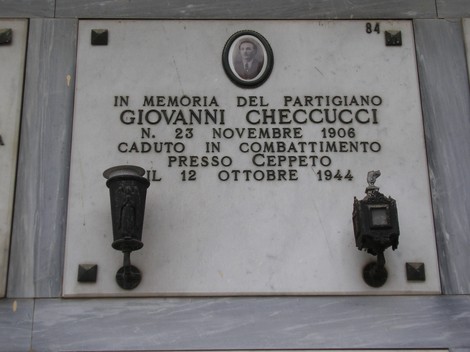 84
IN MEMORIA DEL PARTIGIANO
GIOVANNI CHECCUCCI
N. 23 NOVEMBRE 1906
CADUTO IN COMBATTIMENTO
PRESSO CEPPETO
IL 12 OTTOBRE 1944